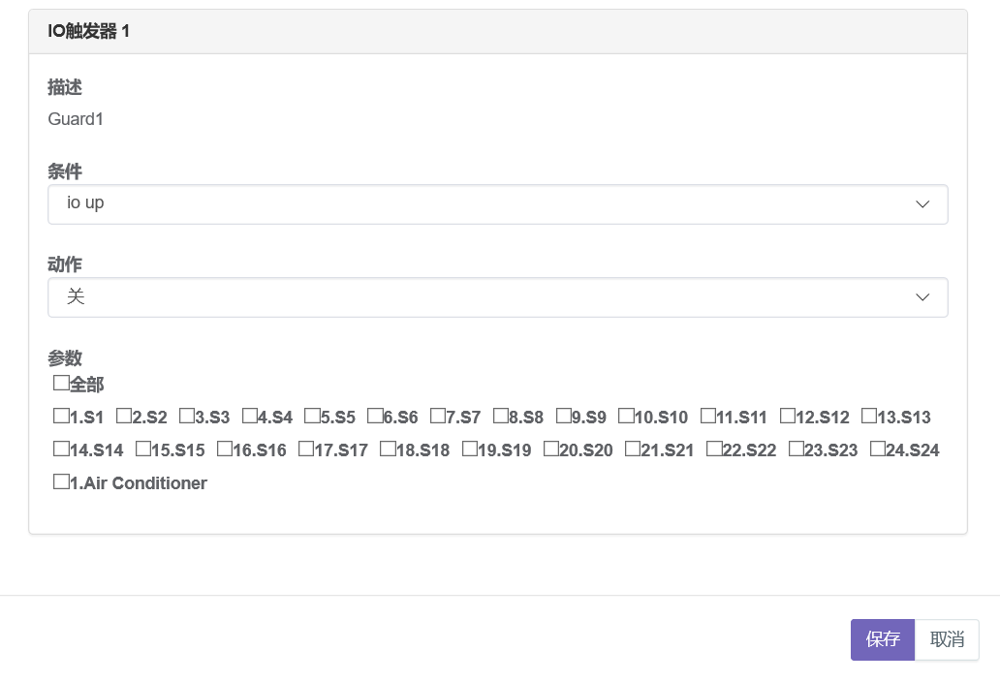 IO触发器 1
描述
Guard1
条件
io up
动作
关
参数
全部
1.S1 2.S2 3.S3 4.S4 5.S5 6.S6 7.S7 8.S8 9.S9 10.S10 11.S11 12.S12 13.S13
14.S14 15.S15 16.S16 17.S17 18.S18 19.S19 20.S20 21.S21 22.S22 23.S23 24.S24
1.Air Conditioner
保存 取消